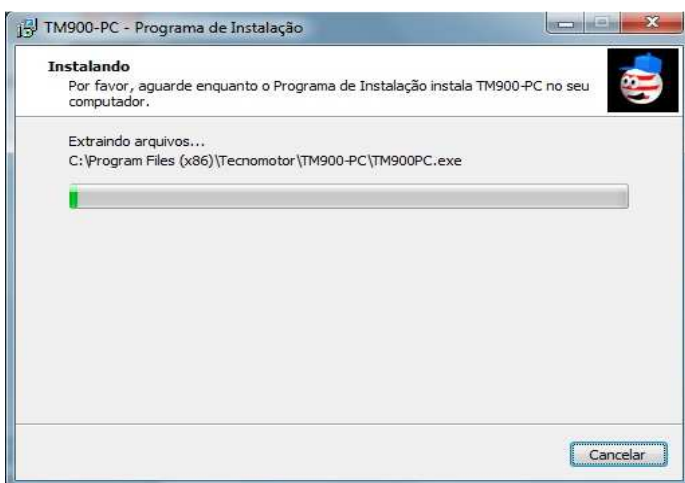 TM900-PC - Programa de Instalação
Instalando
Por favor, aguarde enquanto o Programa de Instalação instala TM900-PC no seu
computador.
Extraindo arquivos...
C:\Program Files (x86)\Tecnomotor\TM900-PC\TM900PC.exe
Cancelar